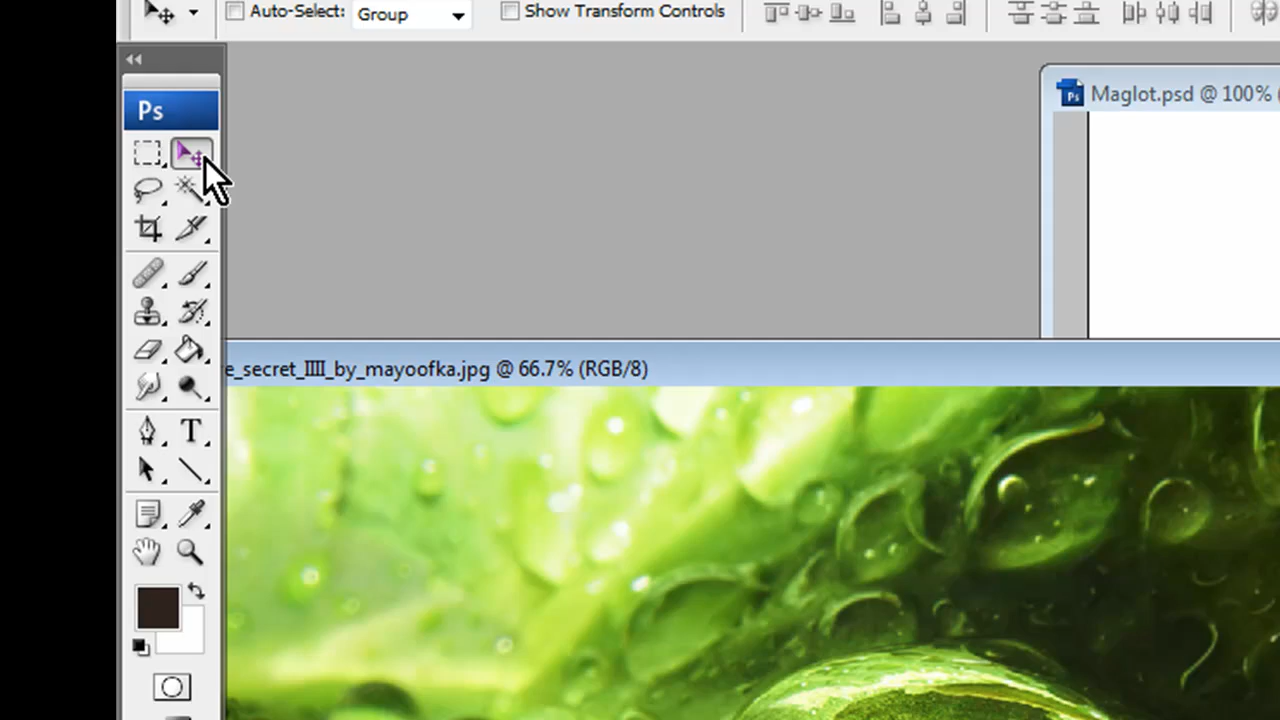 Auto-Select: Group Show Transform Controls
Ps
Maglot.psd @ 100% (
e_secret_IIII_by_mayoofka.jpg @ 66.7% (RGB/8)
T